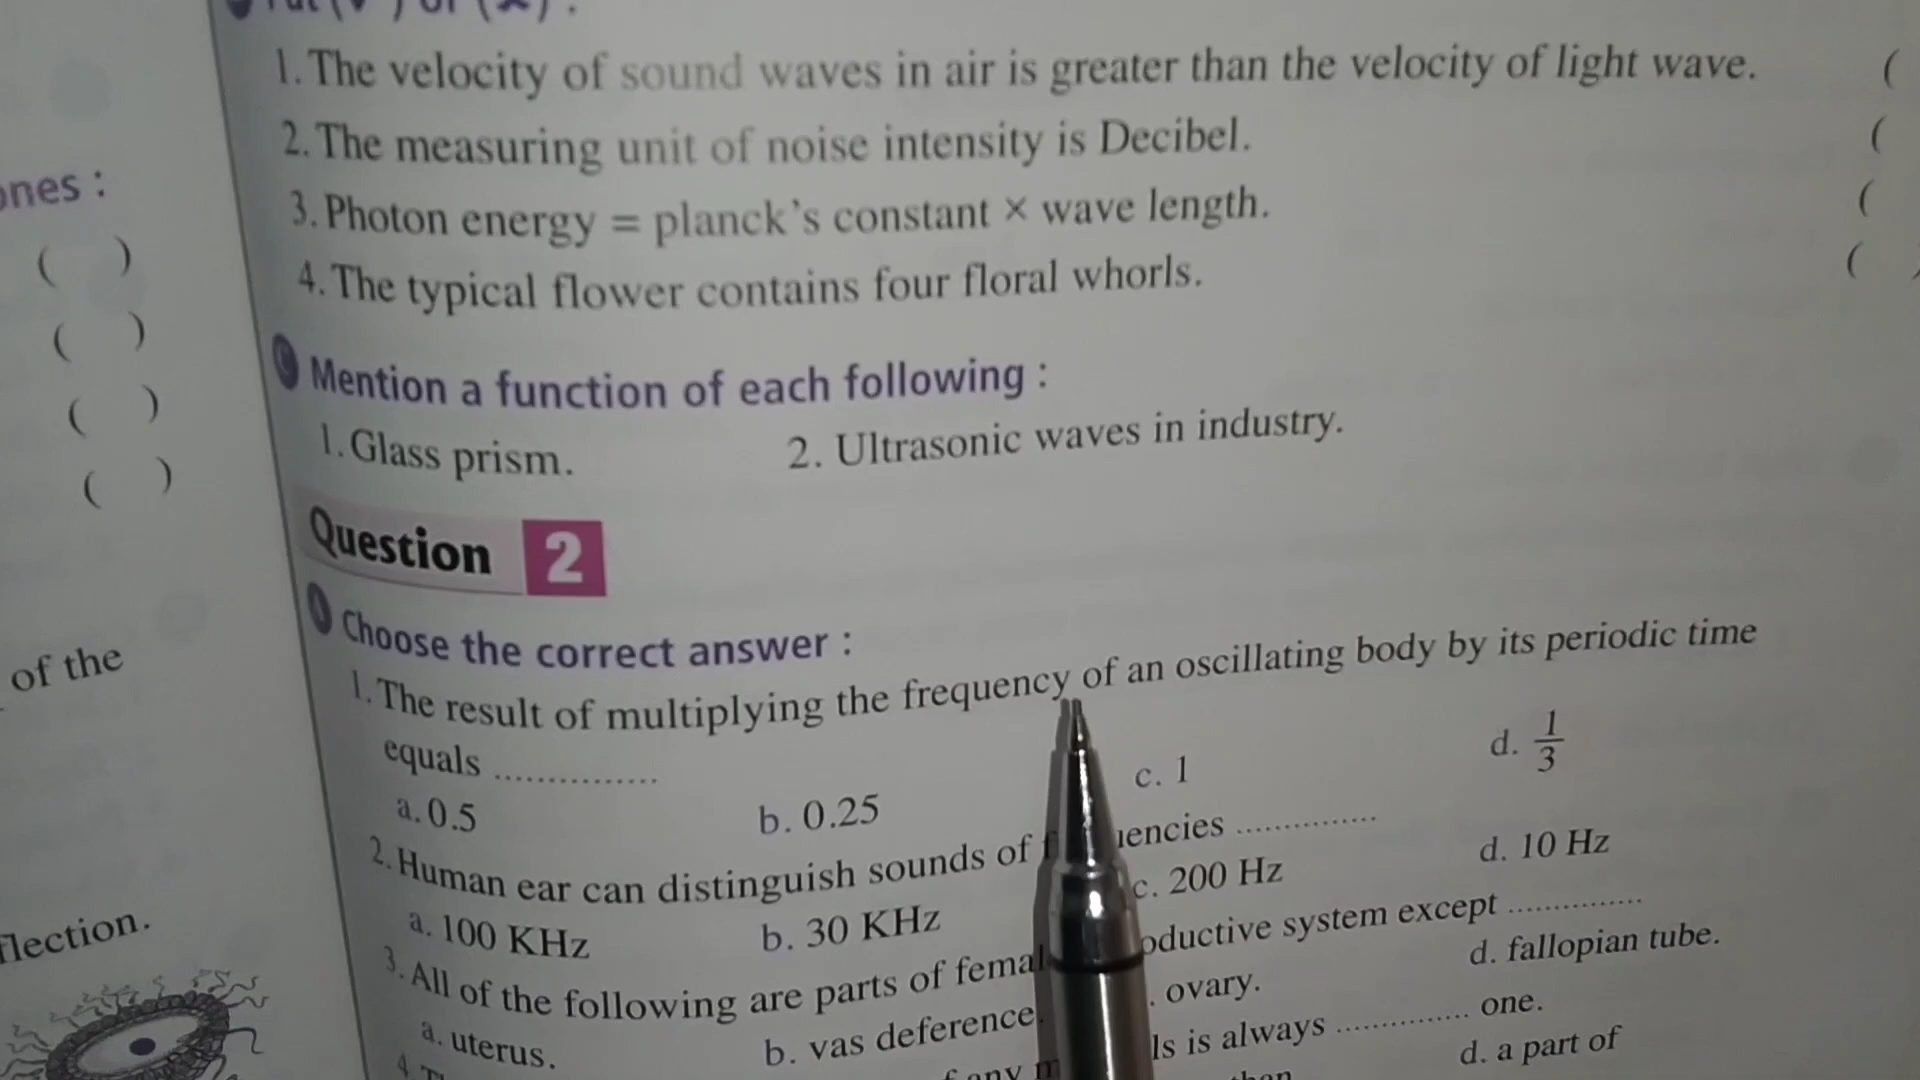 ones :
( )
( )
( )
( )
of the
flection.
1. The velocity of sound waves in air is greater than the velocity of light wave. (
2. The measuring unit of noise intensity is Decibel. (
3. Photon energy = planck's constant × wave length. (
4. The typical flower contains four floral whorls. (
Mention a function of each following :
1. Glass prism. 2. Ultrasonic waves in industry.
Question 2
Choose the correct answer :
1. The result of multiplying the frequency of an oscillating body by its periodic time
equals ...............
a. 0.5 b. 0.25 c. 1 d. 1/3
2. Human ear can distinguish sounds of uencies ...............
a. 100 KHz b. 30 KHz c. 200 Hz d. 10 Hz
3. All of the following are parts of femal oductive system except ...............
a. uterus. b. vas deference. ovary. d. fallopian tube.
4. ls is always ............... one.
d. a part of